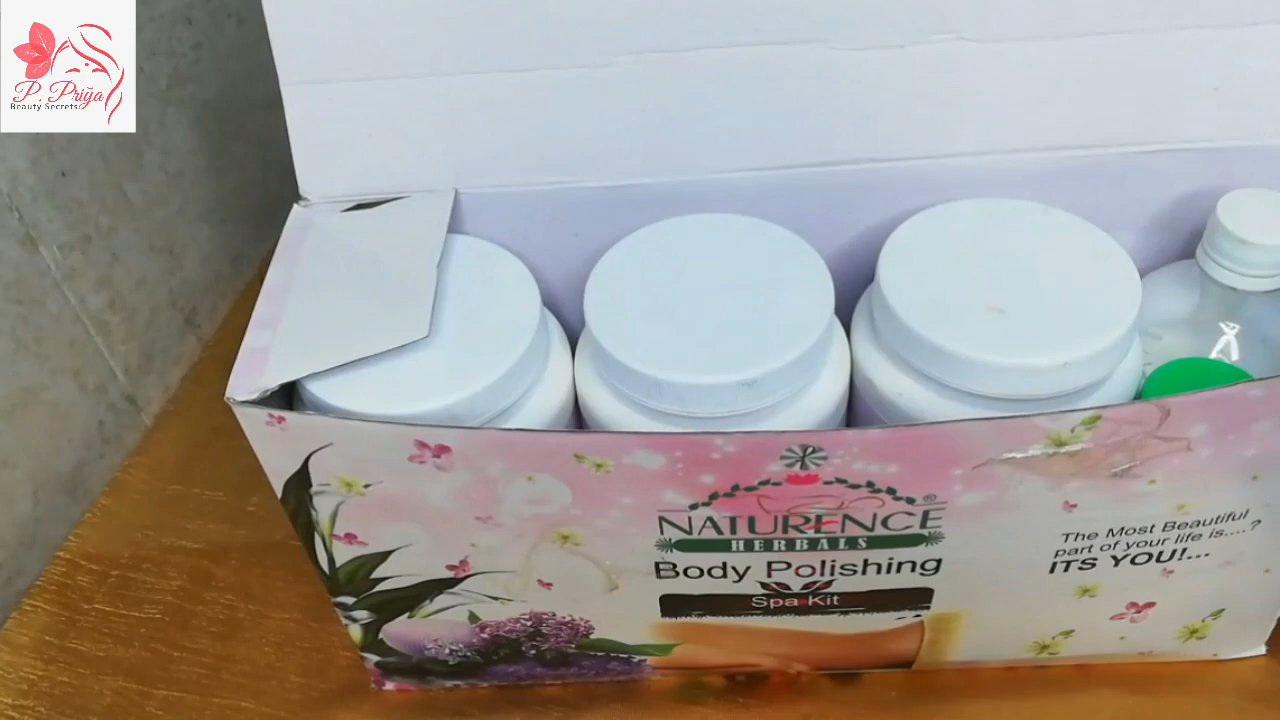 P. Priya
Beauty Secrets
NATURENCE
HERBALS
Body Polishing
Spa Kit
The Most Beautiful
part of your life is....?
ITS YOU!...